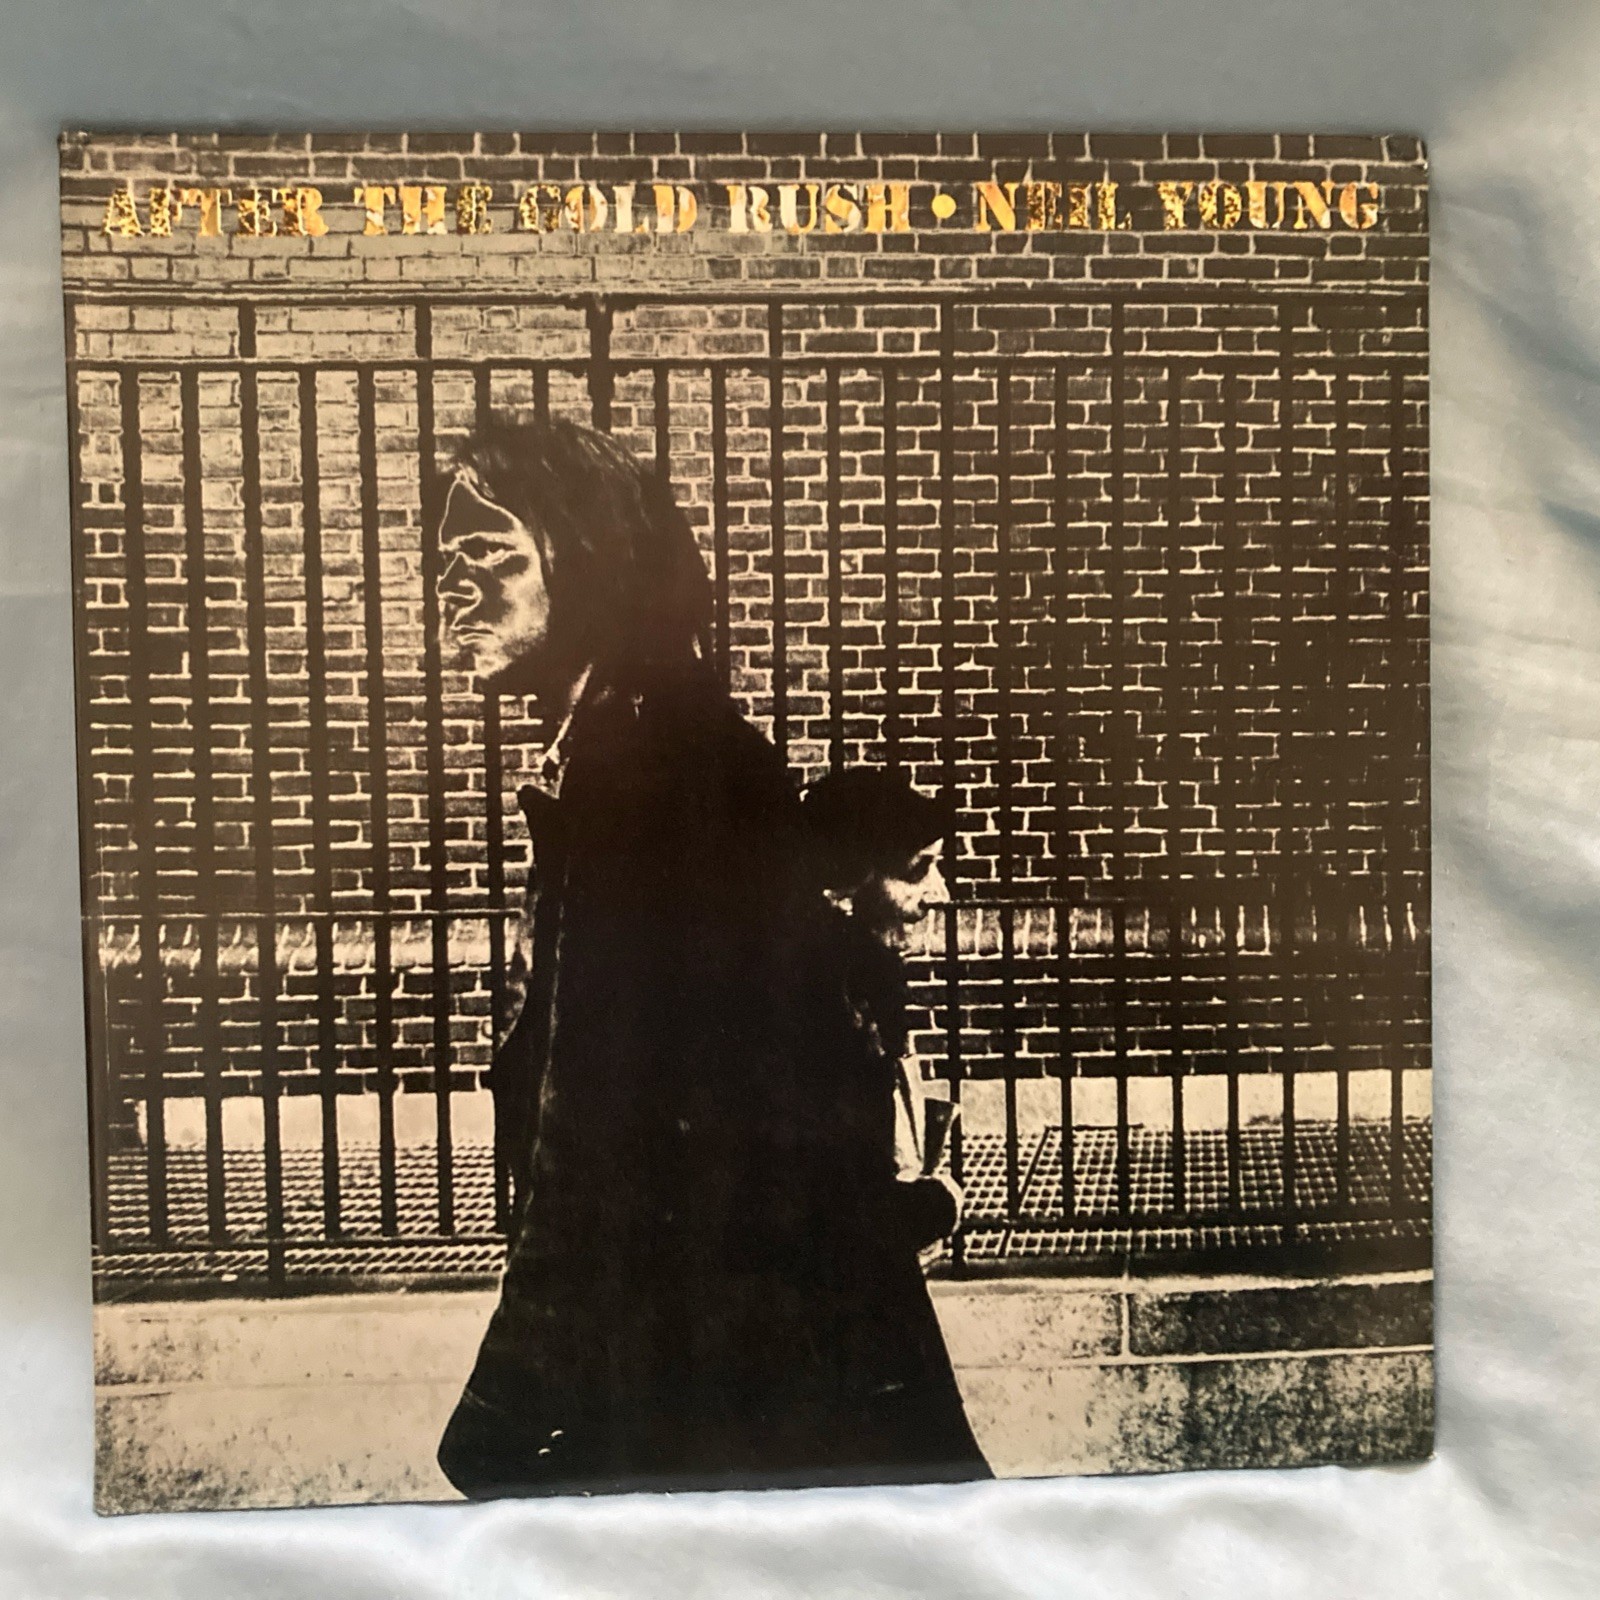 AFTER THE GOLD RUSH • NEIL YOUNG